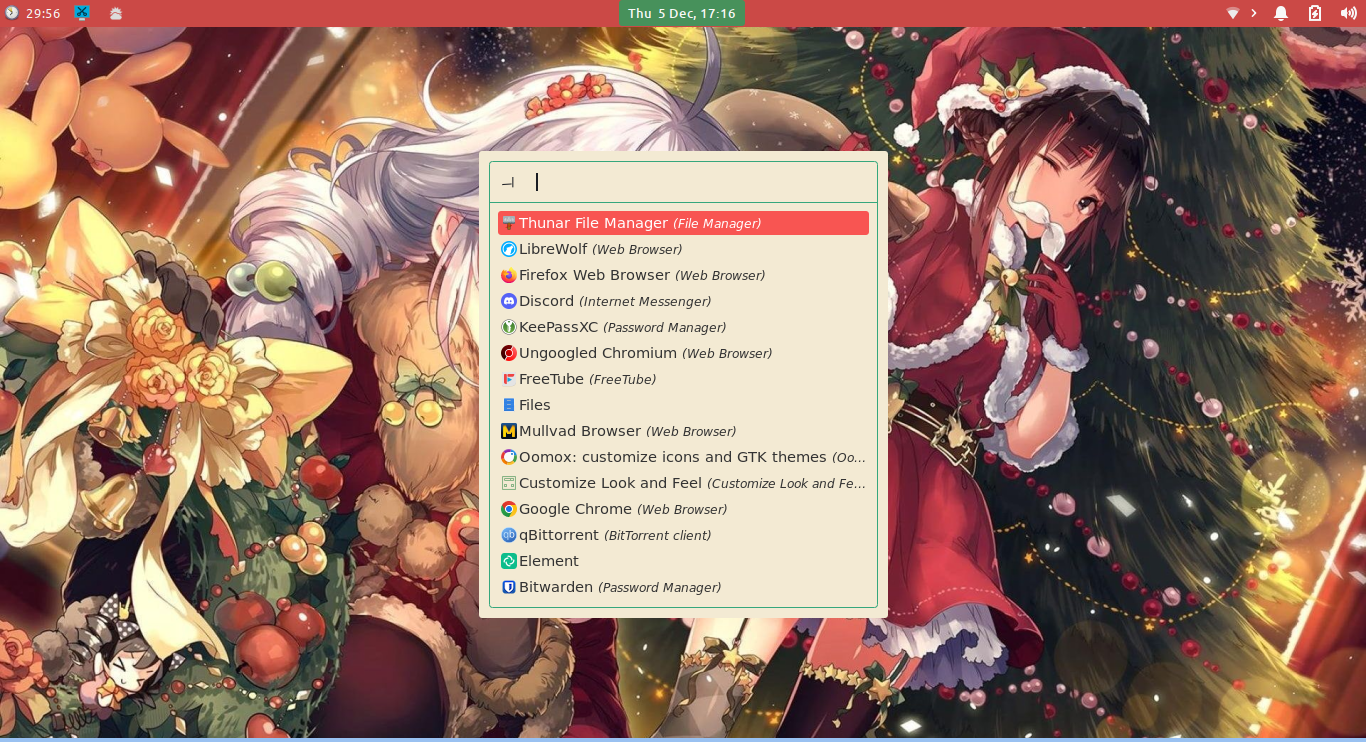 29:56
Thu 5 Dec, 17:16
Thunar File Manager (File Manager)
LibreWolf (Web Browser)
Firefox Web Browser (Web Browser)
Discord (Internet Messenger)
KeePassXC (Password Manager)
Ungoogled Chromium (Web Browser)
FreeTube (FreeTube)
Files
Mullvad Browser (Web Browser)
Oomox: customize icons and GTK themes (Oo...
Customize Look and Feel (Customize Look and Fe...
Google Chrome (Web Browser)
qBittorrent (BitTorrent client)
Element
Bitwarden (Password Manager)